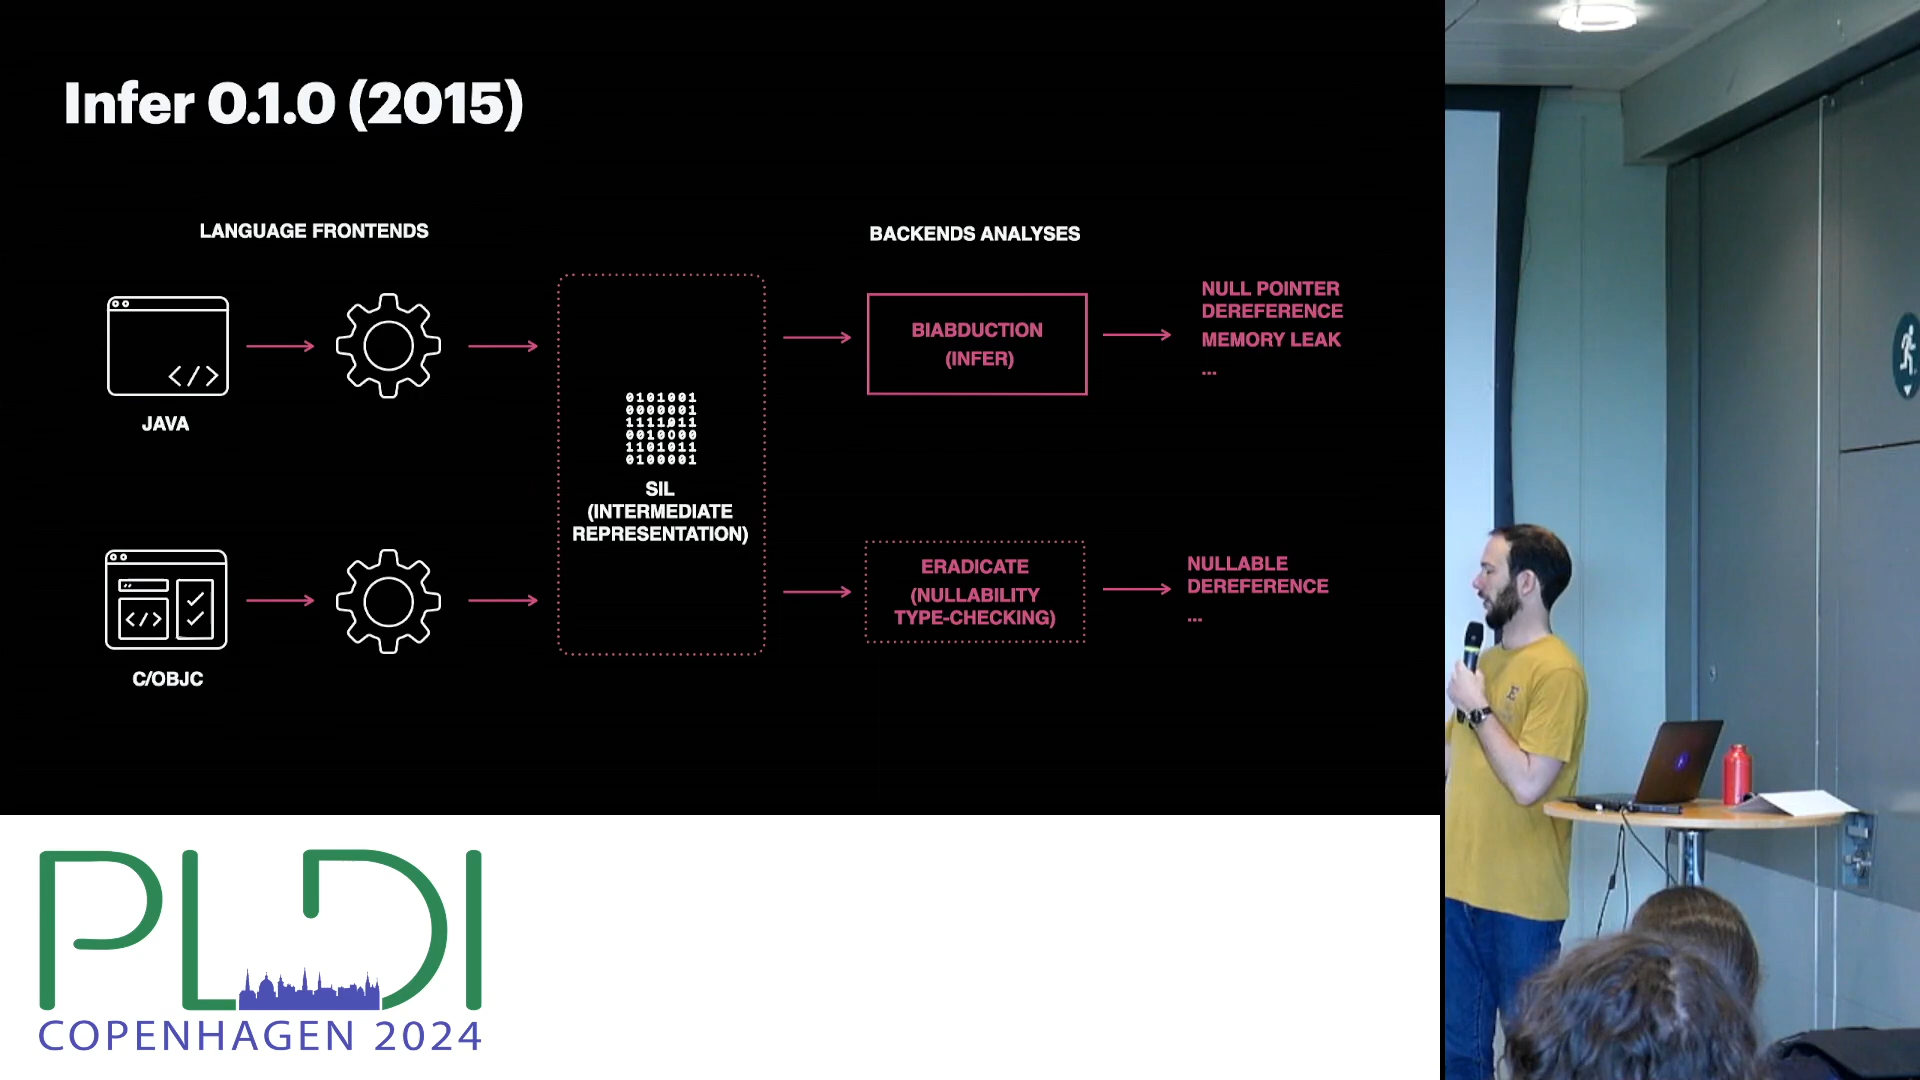 Infer 0.1.0 (2015)
LANGUAGE FRONTENDS
BACKENDS ANALYSES
</>
JAVA
0101001
0000001
1111011
0010000
1101011
0100001
SIL
(INTERMEDIATE
REPRESENTATION)
</>
C/OBJC
BIABDUCTION
(INFER)
NULL POINTER
DEREFERENCE
MEMORY LEAK
...
ERADICATE
(NULLABILITY
TYPE-CHECKING)
NULLABLE
DEREFERENCE
...
E
PLDI
COPENHAGEN 2024